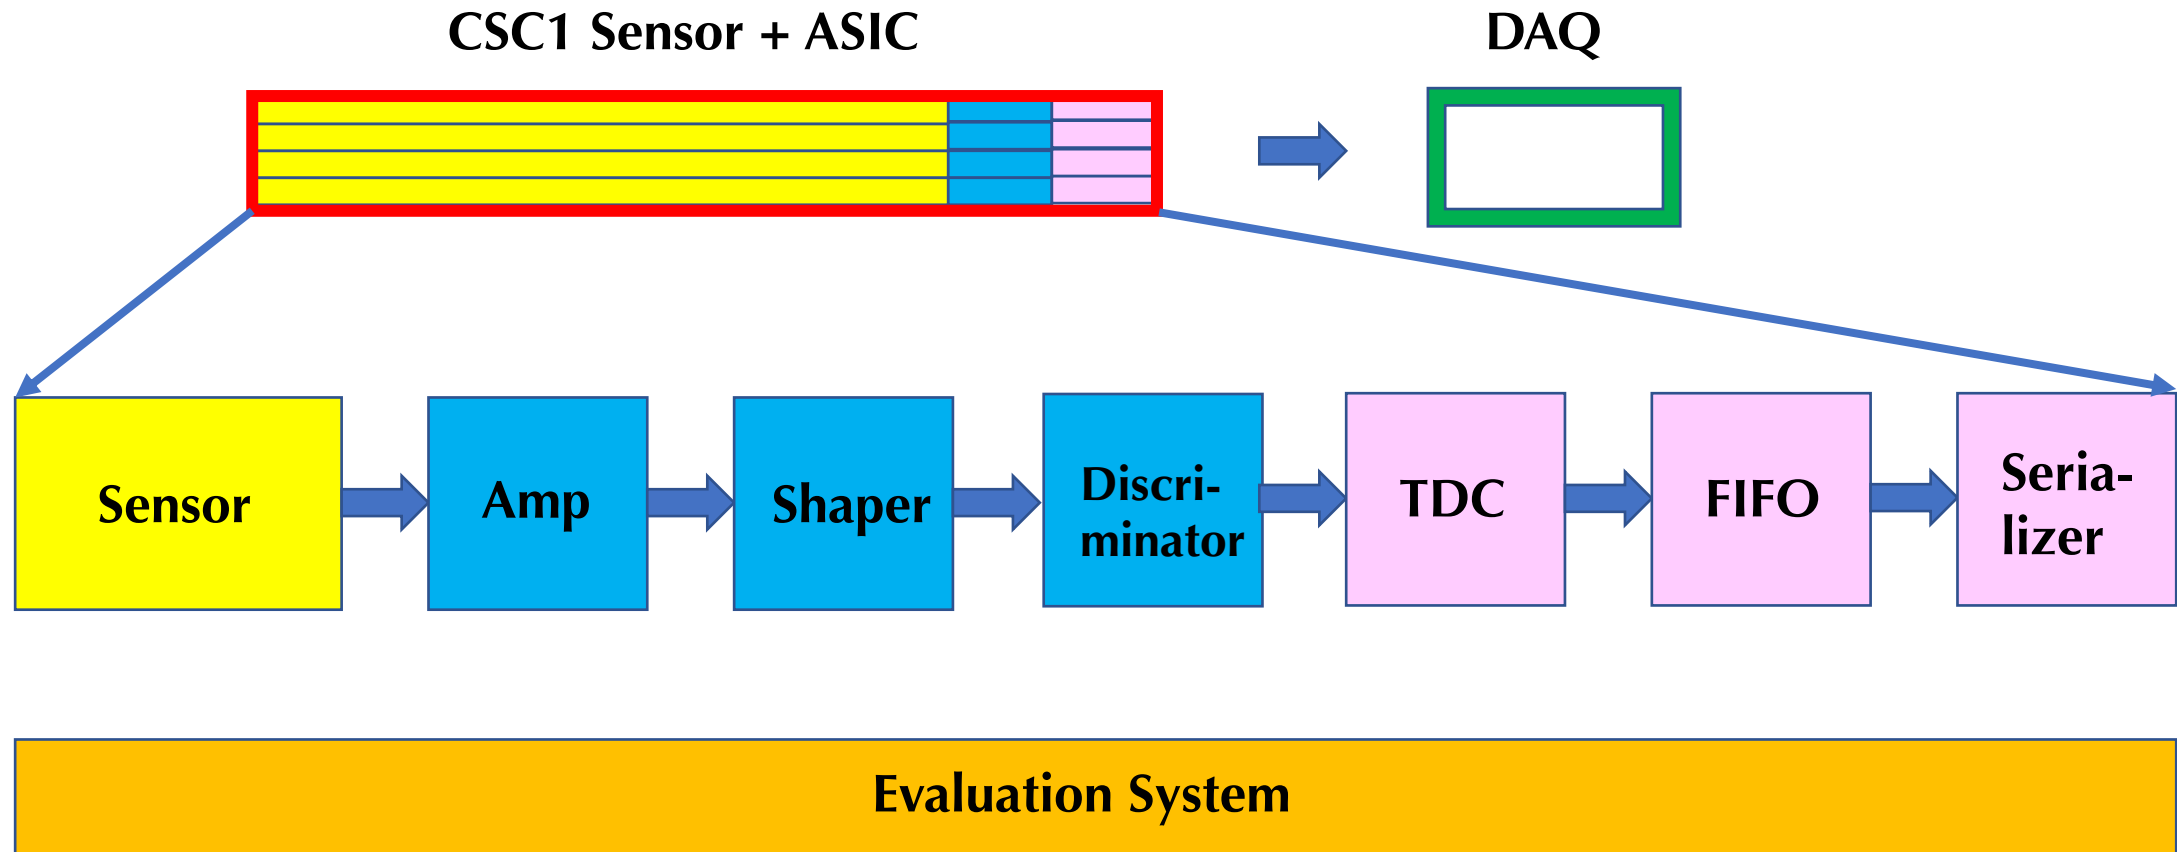 CSC1 Sensor + ASIC
DAQ
Sensor
Amp
Shaper
Discri-
minator
TDC
FIFO
Seria-
lizer
Evaluation System